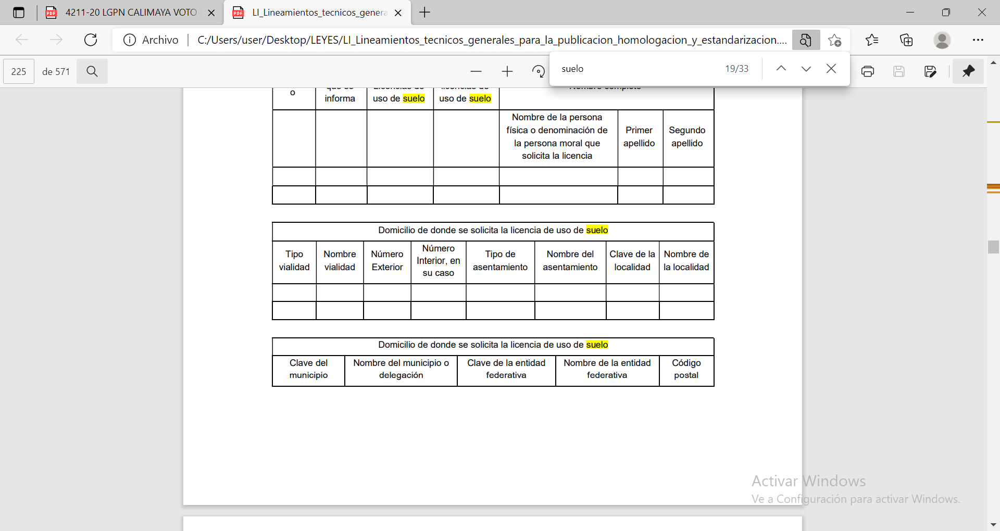 4211-20 LGPN CALIMAYA VOTO
LI_Lineamientos_tecnicos_genera
Archivo
C:/Users/user/Desktop/LEYES/LI_Lineamientos_tecnicos_generales_para_la_publicacion_homologacion_y_estandarizacion....
225 de 571
suelo 19/33
o
informa
uso de suelo
uso de suelo
Nombre completo
Nombre de la persona
física o denominación de
la persona moral que
solicita la licencia
Primer
apellido
Segundo
apellido
Domicilio de donde se solicita la licencia de uso de suelo
Tipo
vialidad
Nombre
vialidad
Número
Exterior
Número
Interior, en
su caso
Tipo de
asentamiento
Nombre del
asentamiento
Clave de la
localidad
Nombre de
la localidad
Domicilio de donde se solicita la licencia de uso de suelo
Clave del
municipio
Nombre del municipio o
delegación
Clave de la entidad
federativa
Nombre de la entidad
federativa
Código
postal
Activar Windows
Ve a Configuración para activar Windows.